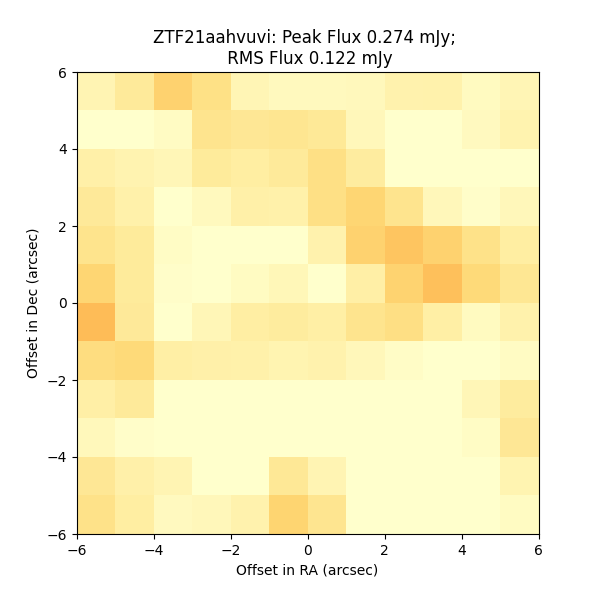 ZTF21aahvuvi: Peak Flux 0.274 mJy;
RMS Flux 0.122 mJy
6
4
2
0
−2
−4
−6
Offset in Dec (arcsec)
−6 −4 −2 0 2 4 6
Offset in RA (arcsec)